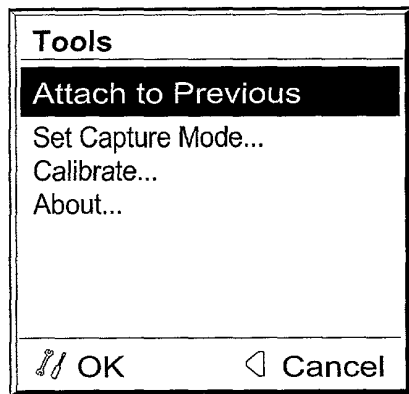 Tools
Attach to Previous
Set Capture Mode...
Calibrate...
About...
OK Cancel